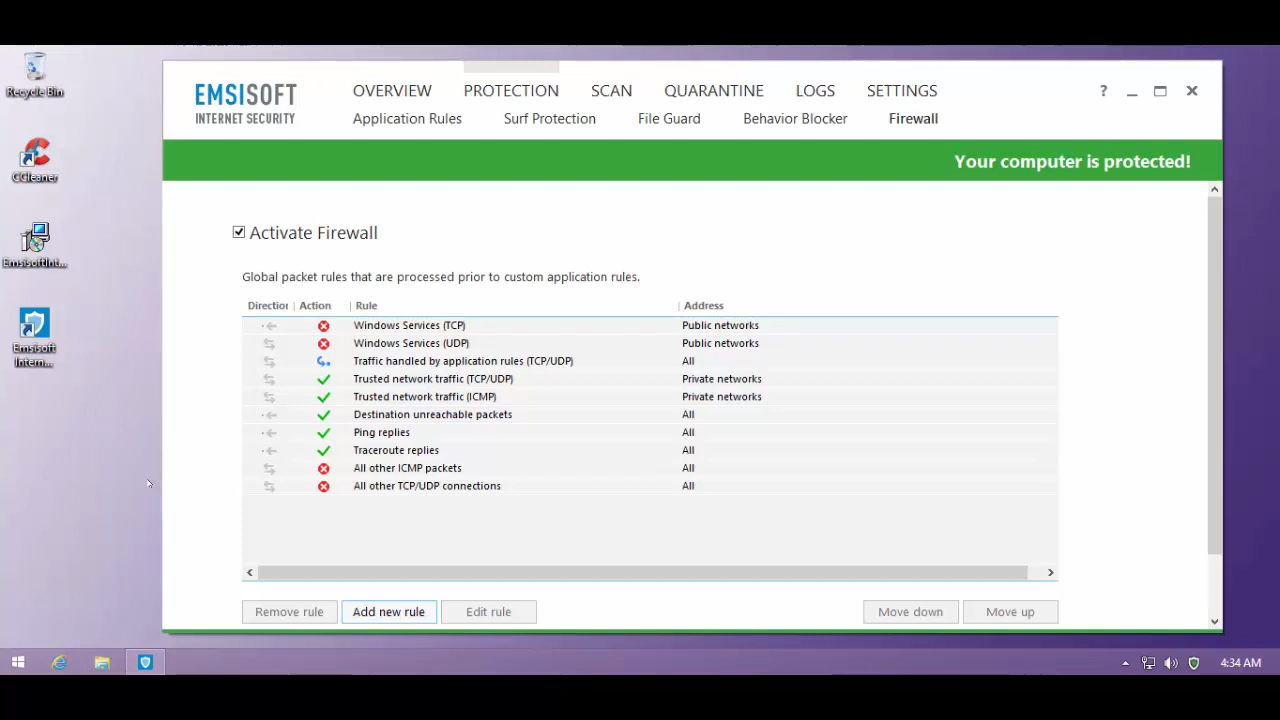 Recycle Bin
CCleaner
EmsisoftInt...
Emsisoft
Intern...
EMSISOFT
INTERNET SECURITY
OVERVIEW PROTECTION SCAN QUARANTINE LOGS SETTINGS
Application Rules Surf Protection File Guard Behavior Blocker Firewall
?
Your computer is protected!
Activate Firewall
Global packet rules that are processed prior to custom application rules.
Direction Action Rule Address
Windows Services (TCP) Public networks
Windows Services (UDP) Public networks
Traffic handled by application rules (TCP/UDP) All
Trusted network traffic (TCP/UDP) Private networks
Trusted network traffic (ICMP) Private networks
Destination unreachable packets All
Ping replies All
Traceroute replies All
All other ICMP packets All
All other TCP/UDP connections All
Remove rule Add new rule Edit rule Move down Move up
4:34 AM